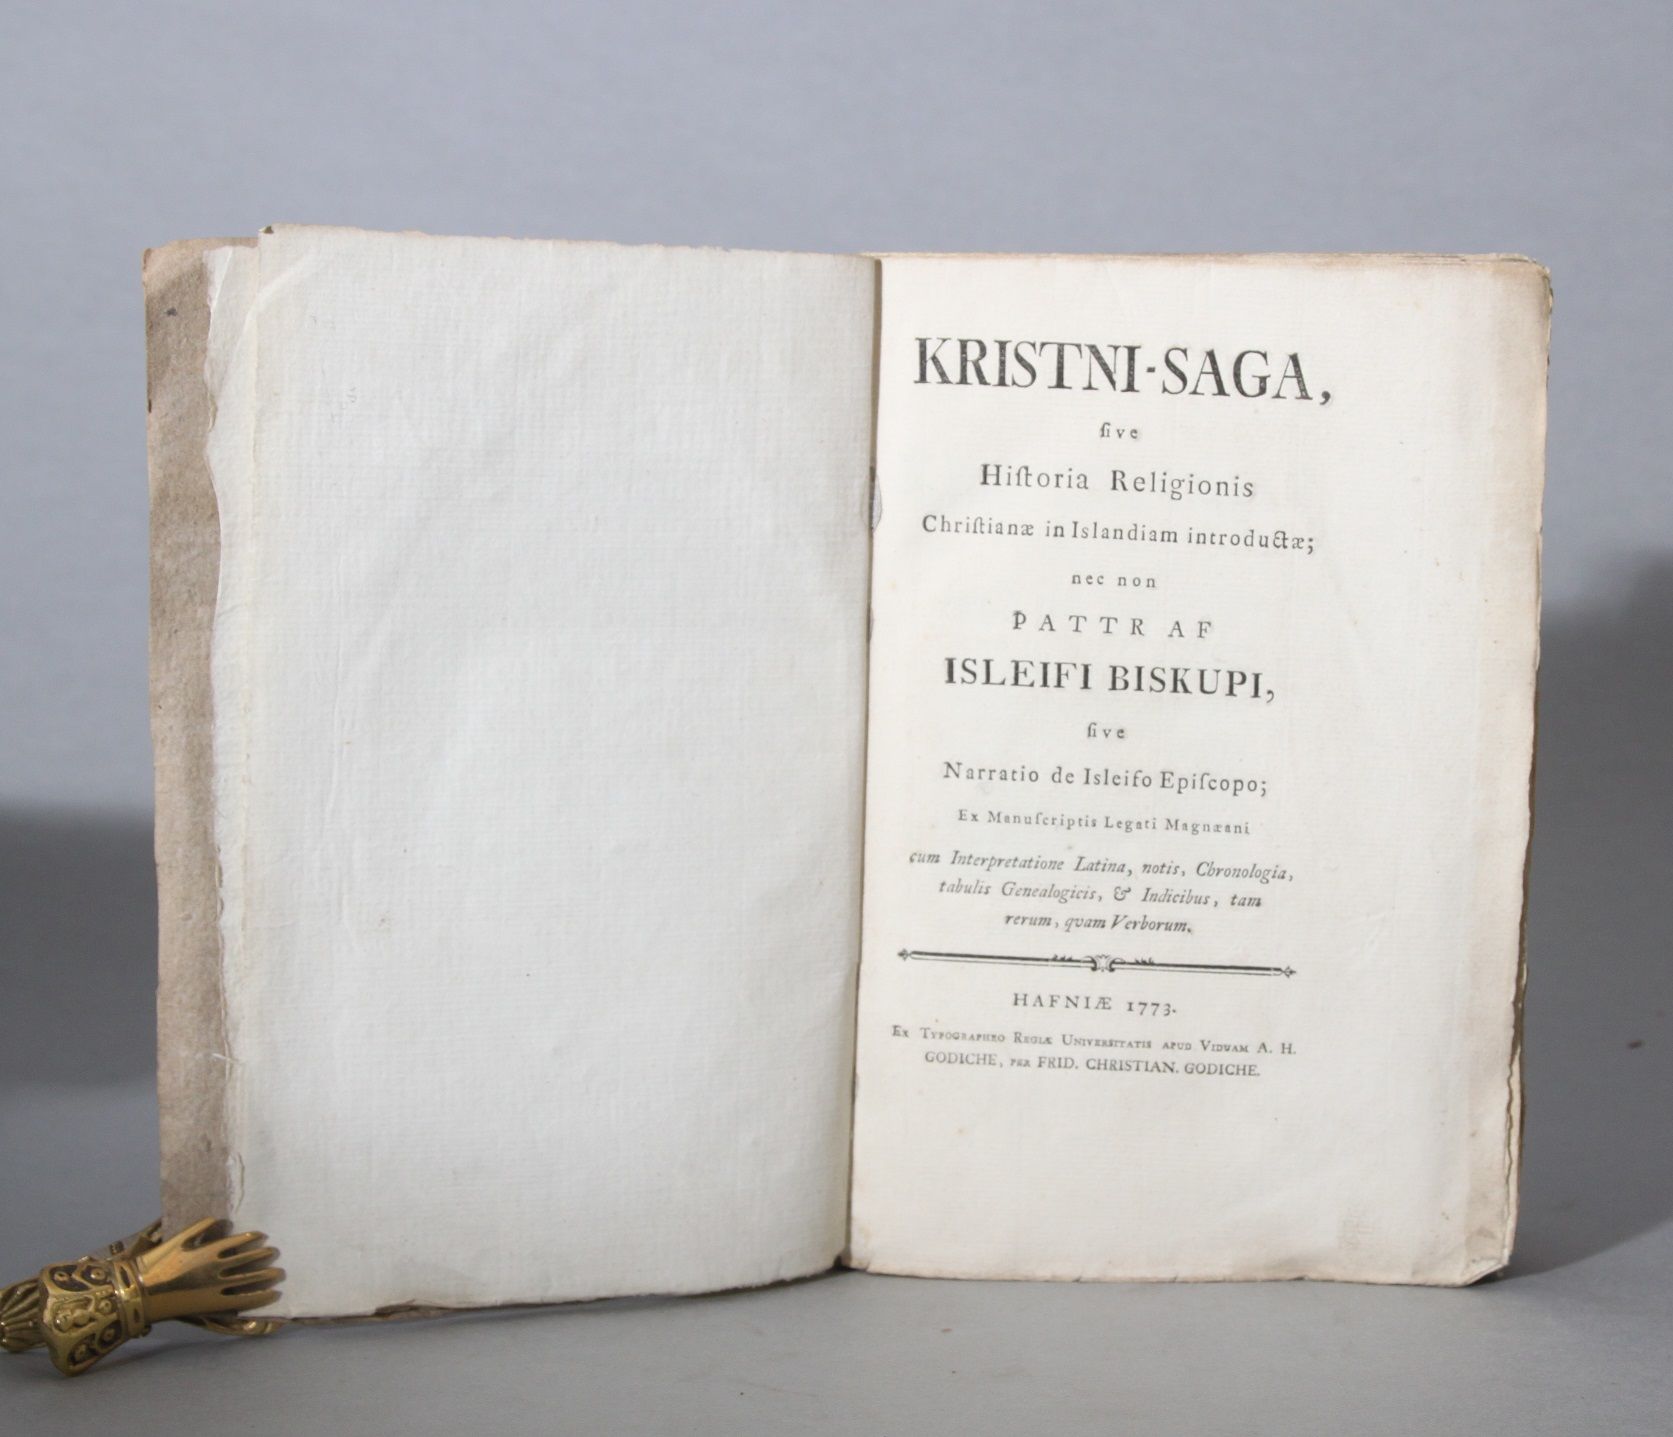 KRISTNI-SAGA,
ſive
Hiſtoria Religionis
Chriſtianæ in Islandiam introductæ;
nec non
ÞATTR AF
ISLEIFI BISKUPI,
ſive
Narratio de Isleifo Epiſcopo;
Ex Manuſcriptis Legati Magnæani
cum Interpretatione Latina, notis, Chronologia,
tabulis Genealogicis, & Indicibus, tam
rerum, qvam Verborum.
HAFNIÆ 1773.
Ex Typographeo Regiæ Universitatis apud Viduam A. H.
GODICHE, per FRID. CHRISTIAN. GODICHE.